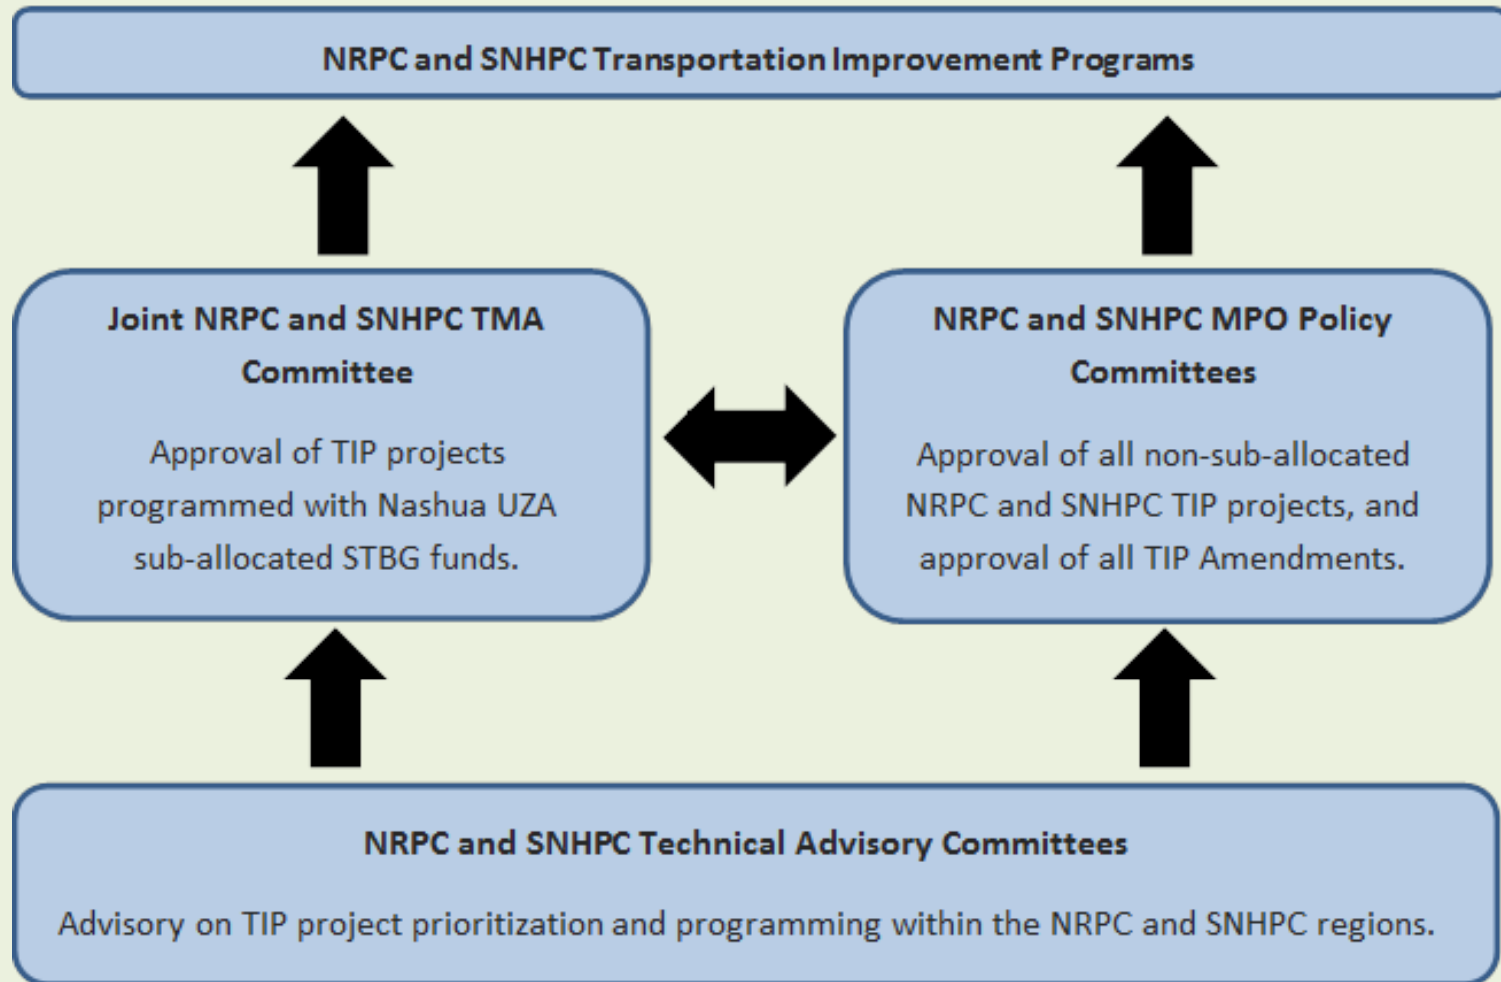 NRPC and SNHPC Transportation Improvement Programs
Joint NRPC and SNHPC TMA
Committee
Approval of TIP projects
programmed with Nashua UZA
sub-allocated STBG funds.
NRPC and SNHPC MPO Policy
Committees
Approval of all non-sub-allocated
NRPC and SNHPC TIP projects, and
approval of all TIP Amendments.
NRPC and SNHPC Technical Advisory Committees
Advisory on TIP project prioritization and programming within the NRPC and SNHPC regions.